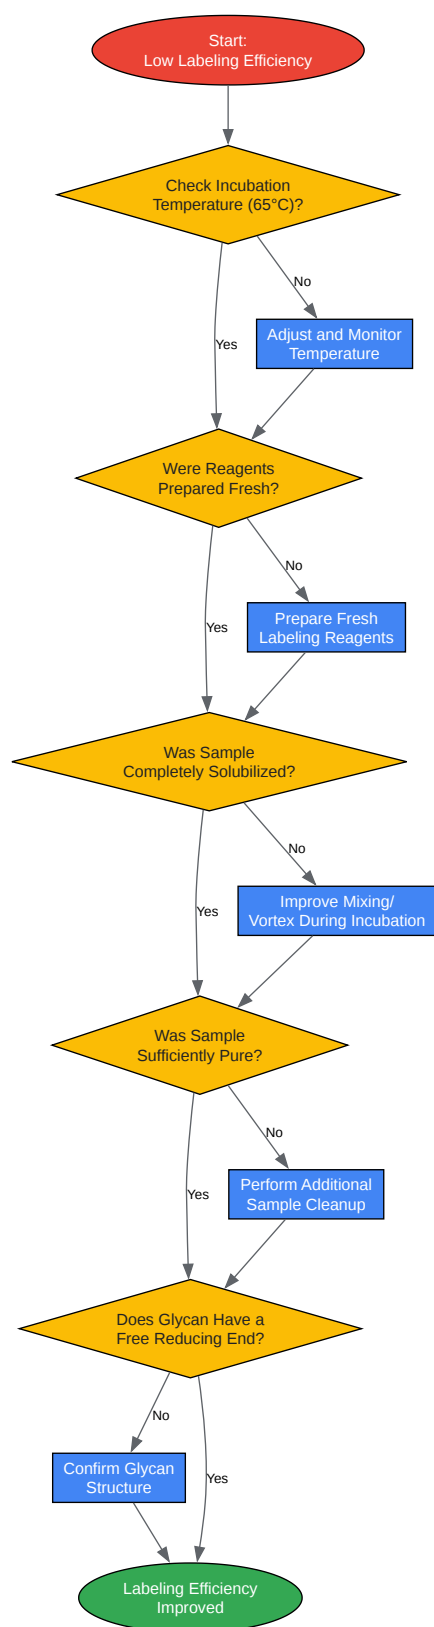 Start:
Low Labeling Efficiency
Check Incubation
Temperature (65°C)?
No
Yes
Adjust and Monitor
Temperature
Were Reagents
Prepared Fresh?
No
Yes
Prepare Fresh
Labeling Reagents
Was Sample
Completely Solubilized?
No
Yes
Improve Mixing/
Vortex During Incubation
Was Sample
Sufficiently Pure?
No
Yes
Perform Additional
Sample Cleanup
Does Glycan Have a
Free Reducing End?
No
Yes
Confirm Glycan
Structure
Labeling Efficiency
Improved